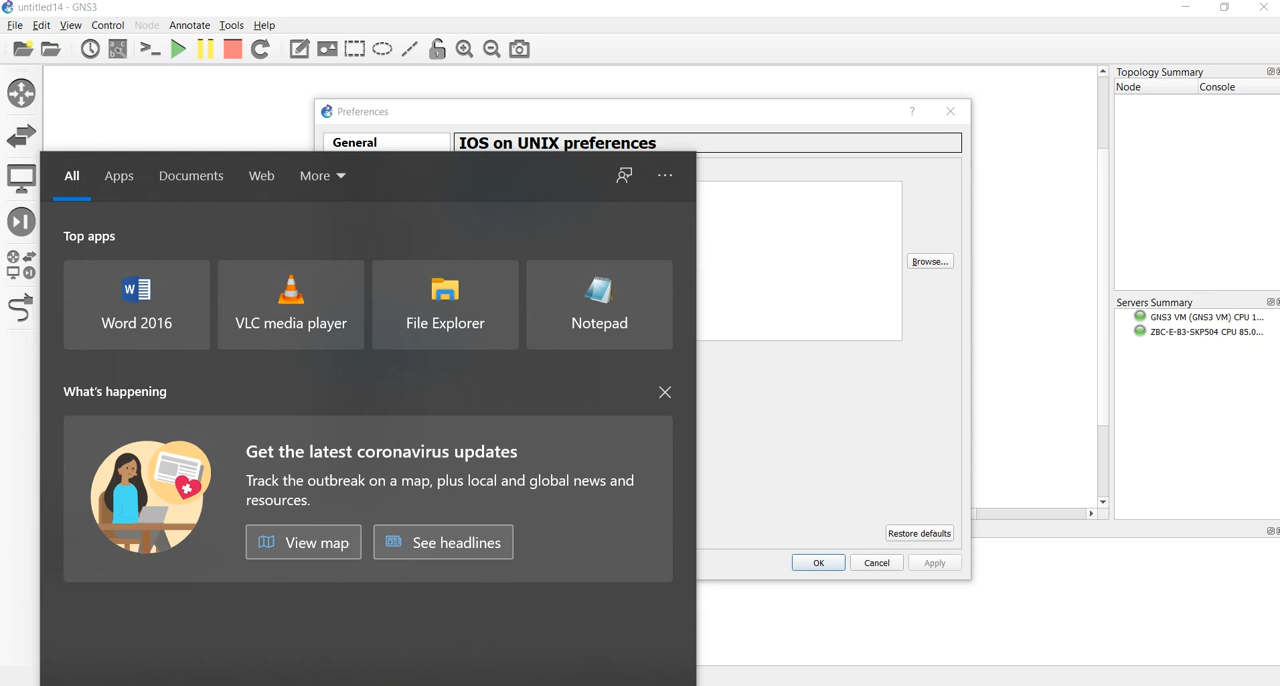 untitled14 - GNS3
File Edit View Control Node Annotate Tools Help
Topology Summary
Node Console
Preferences
?
General
IOS on UNIX preferences
All Apps Documents Web More
Top apps
Word 2016
VLC media player
File Explorer
Notepad
What's happening
Get the latest coronavirus updates
Track the outbreak on a map, plus local and global news and
resources.
View map
See headlines
Browse...
Restore defaults
OK
Cancel
Apply
Servers Summary
GNS3 VM (GNS3 VM) CPU 1...
ZBC-E-B3-SKP504 CPU 85.0...